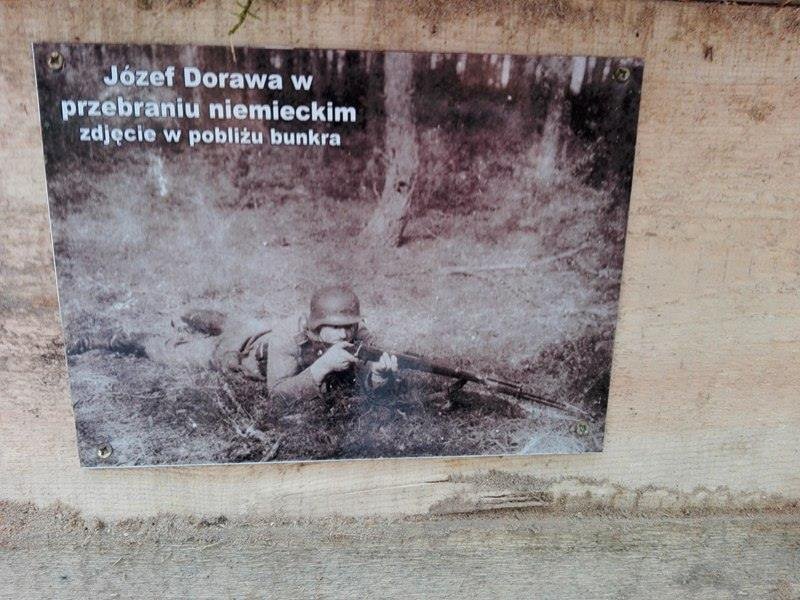 Józef Dorawa w
przebraniu niemieckim
zdjęcie w pobliżu bunkra